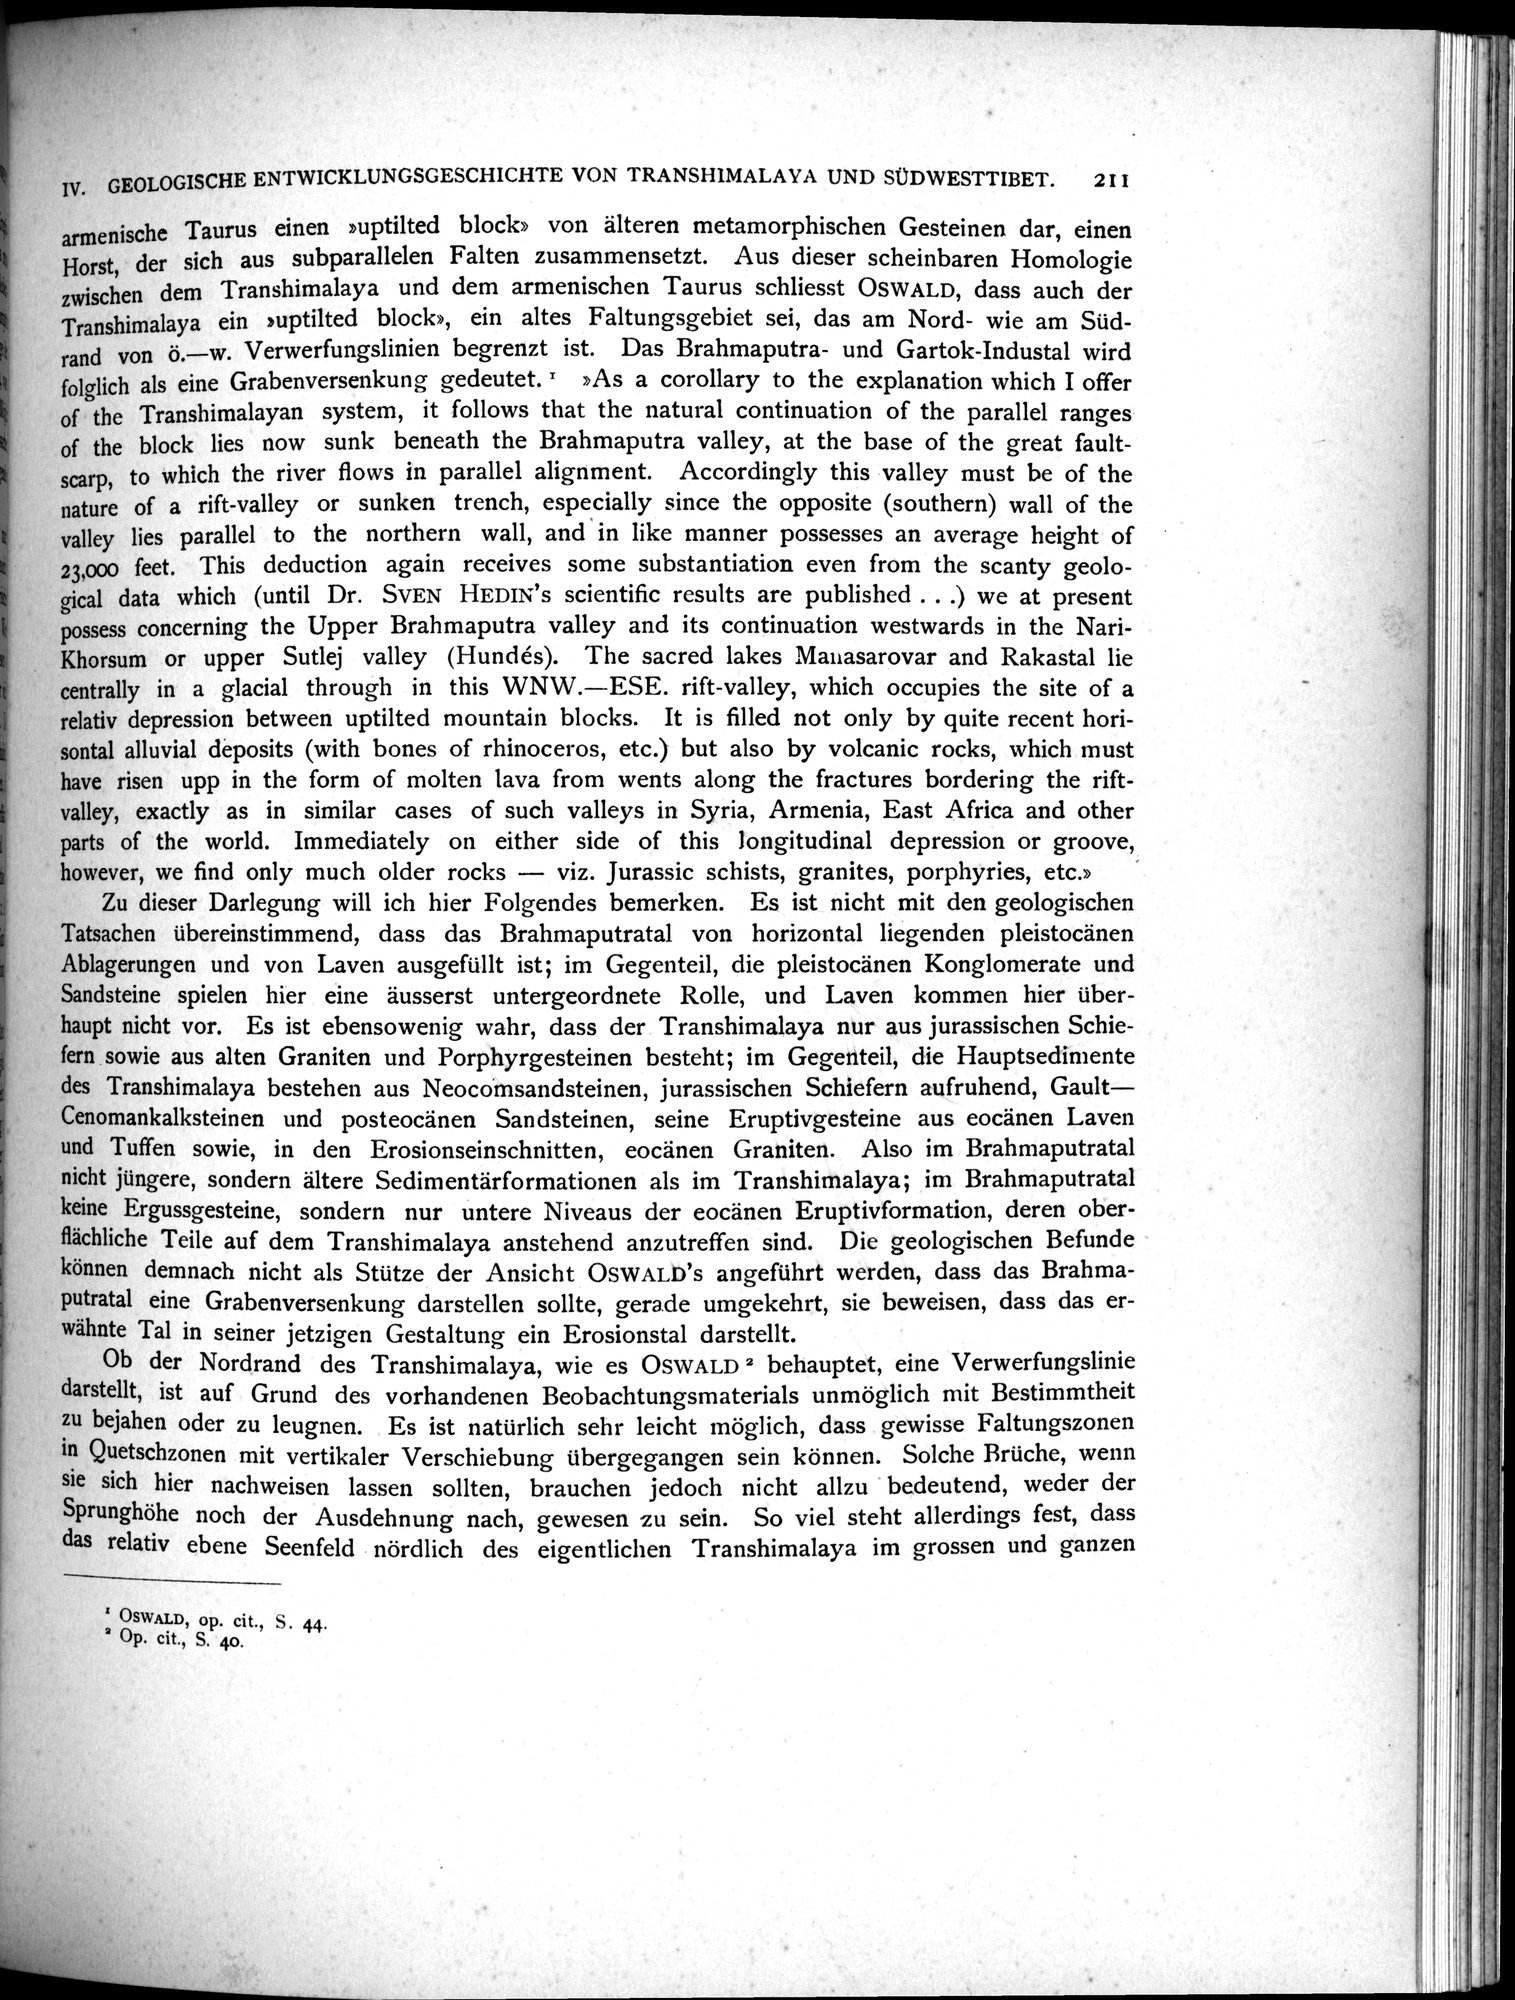 IV. GEOLOGISCHE ENTWICKLUNGSGESCHICHTE VON TRANSHIMALAYA UND SÜDWESTTIBET. 211
armenische Taurus einen »uptilted block» von älteren metamorphischen Gesteinen dar, einen
Horst, der sich aus subparallelen Falten zusammensetzt. Aus dieser scheinbaren Homologie
zwischen dem Transhimalaya und dem armenischen Taurus schliesst OSWALD, dass auch der
Transhimalaya ein »uptilted block», ein altes Faltungsgebiet sei, das am Nord- wie am Süd-
rand von ö.—w. Verwerfungslinien begrenzt ist. Das Brahmaputra- und Gartok-Industal wird
folglich als eine Grabenversenkung gedeutet.¹ »As a corollary to the explanation which I offer
of the Transhimalayan system, it follows that the natural continuation of the parallel ranges
of the block lies now sunk beneath the Brahmaputra valley, at the base of the great fault-
scarp, to which the river flows in parallel alignment. Accordingly this valley must be of the
nature of a rift-valley or sunken trench, especially since the opposite (southern) wall of the
valley lies parallel to the northern wall, and in like manner possesses an average height of
23,000 feet. This deduction again receives some substantiation even from the scanty geolo-
gical data which (until Dr. SVEN HEDIN's scientific results are published . . .) we at present
possess concerning the Upper Brahmaputra valley and its continuation westwards in the Nari-
Khorsum or upper Sutlej valley (Hundés). The sacred lakes Manasarovar and Rakastal lie
centrally in a glacial through in this WNW.—ESE. rift-valley, which occupies the site of a
relativ depression between uptilted mountain blocks. It is filled not only by quite recent hori-
sontal alluvial deposits (with bones of rhinoceros, etc.) but also by volcanic rocks, which must
have risen upp in the form of molten lava from wents along the fractures bordering the rift-
valley, exactly as in similar cases of such valleys in Syria, Armenia, East Africa and other
parts of the world. Immediately on either side of this longitudinal depression or groove,
however, we find only much older rocks — viz. Jurassic schists, granites, porphyries, etc.»
Zu dieser Darlegung will ich hier Folgendes bemerken. Es ist nicht mit den geologischen
Tatsachen übereinstimmend, dass das Brahmaputratal von horizontal liegenden pleistocänen
Ablagerungen und von Laven ausgefüllt ist; im Gegenteil, die pleistocänen Konglomerate und
Sandsteine spielen hier eine äusserst untergeordnete Rolle, und Laven kommen hier über-
haupt nicht vor. Es ist ebensowenig wahr, dass der Transhimalaya nur aus jurassischen Schie-
fern sowie aus alten Graniten und Porphyrgesteinen besteht; im Gegenteil, die Hauptsedimente
des Transhimalaya bestehen aus Neocomsandsteinen, jurassischen Schiefern aufruhend, Gault—
Cenomankalksteinen und posteocänen Sandsteinen, seine Eruptivgesteine aus eocänen Laven
und Tuffen sowie, in den Erosionseinschnitten, eocänen Graniten. Also im Brahmaputratal
nicht jüngere, sondern ältere Sedimentärformationen als im Transhimalaya; im Brahmaputratal
keine Ergussgesteine, sondern nur untere Niveaus der eocänen Eruptivformation, deren ober-
flächliche Teile auf dem Transhimalaya anstehend anzutreffen sind. Die geologischen Befunde
können demnach nicht als Stütze der Ansicht OSWALD's angeführt werden, dass das Brahma-
putratal eine Grabenversenkung darstellen sollte, gerade umgekehrt, sie beweisen, dass das er-
wähnte Tal in seiner jetzigen Gestaltung ein Erosionstal darstellt.
Ob der Nordrand des Transhimalaya, wie es OSWALD² behauptet, eine Verwerfungslinie
darstellt, ist auf Grund des vorhandenen Beobachtungsmaterials unmöglich mit Bestimmtheit
zu bejahen oder zu leugnen. Es ist natürlich sehr leicht möglich, dass gewisse Faltungszonen
in Quetschzonen mit vertikaler Verschiebung übergegangen sein können. Solche Brüche, wenn
sie sich hier nachweisen lassen sollten, brauchen jedoch nicht allzu bedeutend, weder der
Sprunghöhe noch der Ausdehnung nach, gewesen zu sein. So viel steht allerdings fest, dass
das relativ ebene Seenfeld nördlich des eigentlichen Transhimalaya im grossen und ganzen
¹ OSWALD, op. cit., S. 44.
² Op. cit., S. 40.